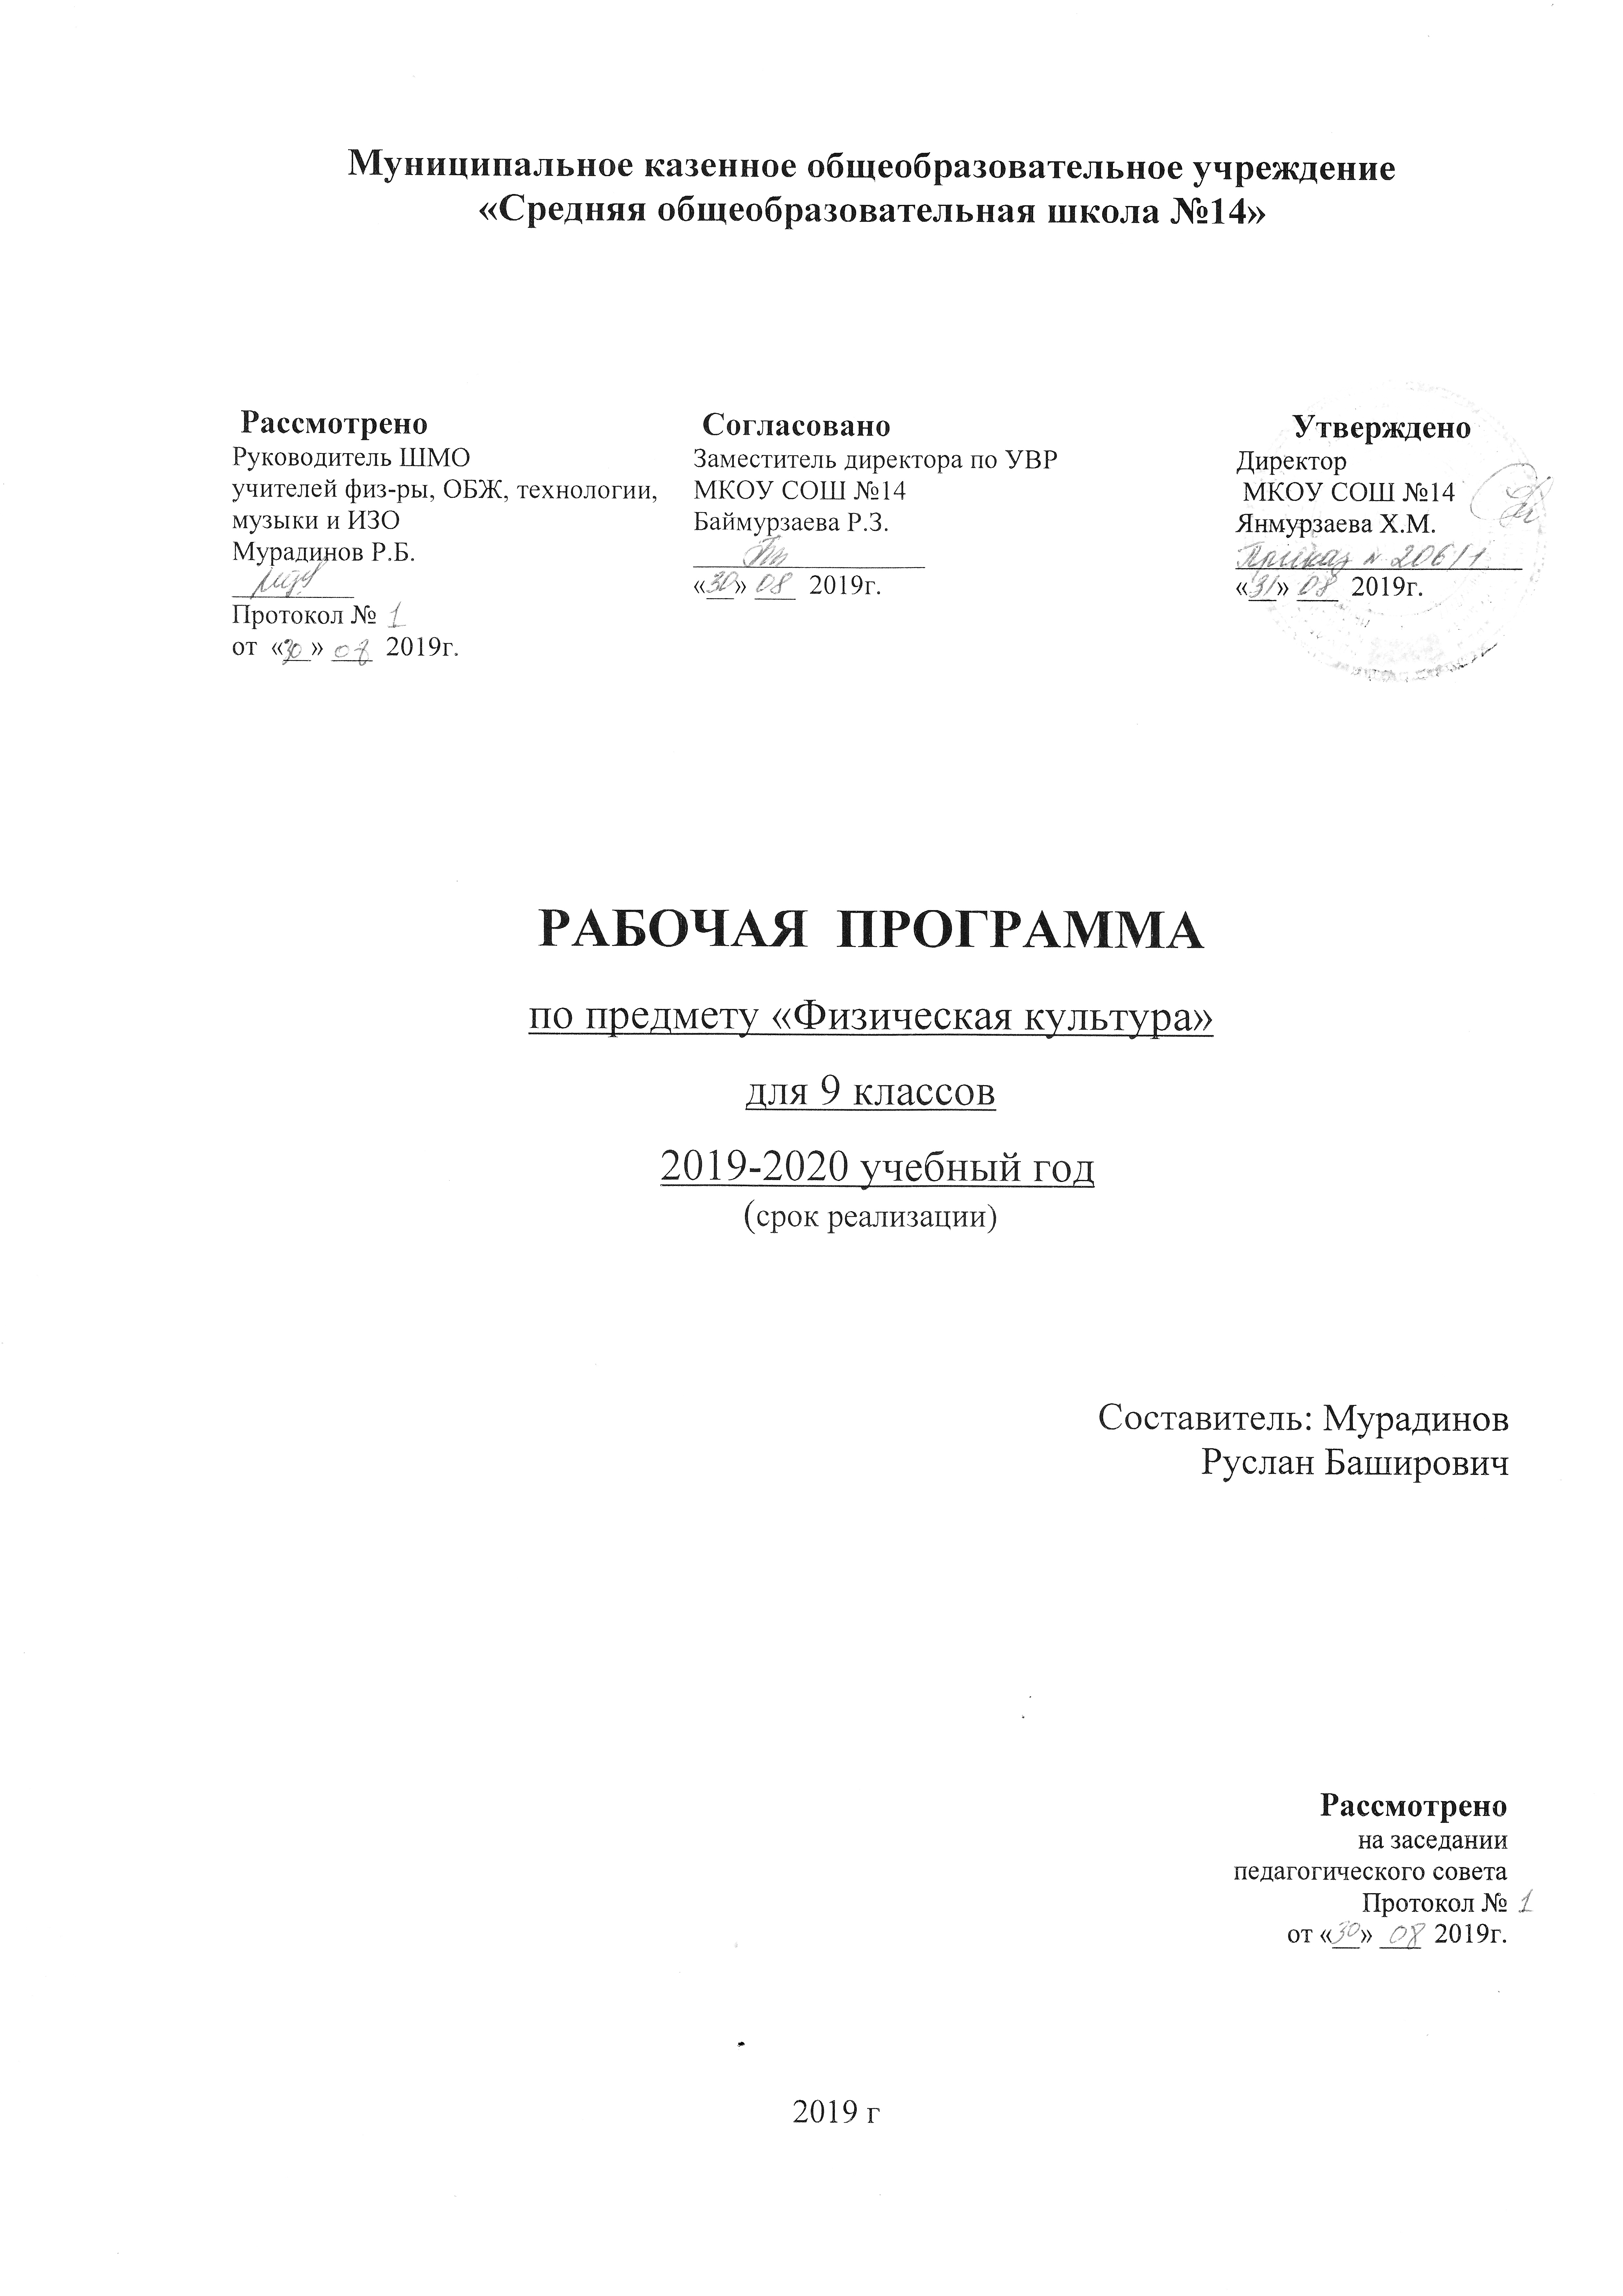 Муниципальное казенное общеобразовательное учреждение
«Средняя общеобразовательная школа №14»
Рассмотрено
Руководитель ШМО
учителей физ-ры, ОБЖ, технологии,
музыки и ИЗО
Мурадинов Р.Б.
Протокол № 1
от «30» 08 2019г.
Согласовано
Заместитель директора по УВР
МКОУ СОШ №14
Баймурзаева Р.З.
«30» 08 2019г.
Утверждено
Директор
МКОУ СОШ №14
Янмурзаева Х.М.
Приказ № 206/1
«31» 08 2019г.
РАБОЧАЯ ПРОГРАММА
по предмету «Физическая культура»
для 9 классов
2019-2020 учебный год
(срок реализации)
Составитель: Мурадинов
Руслан Баширович
Рассмотрено
на заседании
педагогического совета
Протокол № 1
от «30» 08 2019г.
2019 г